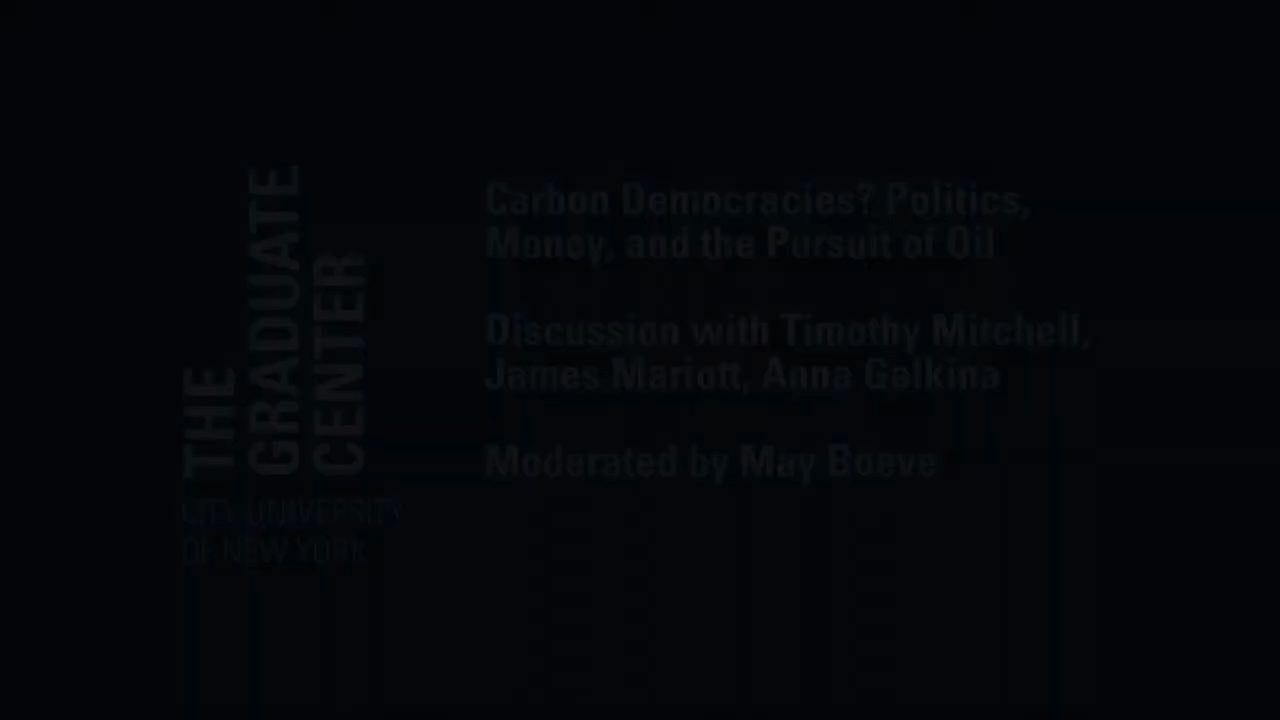 THE
GRADUATE
CENTER
CITY UNIVERSITY
OF NEW YORK
Carbon Democracies? Politics,
Money, and the Pursuit of Oil
Discussion with Timothy Mitchell,
James Mariott, Anna Galkina
Moderated by May Boeve